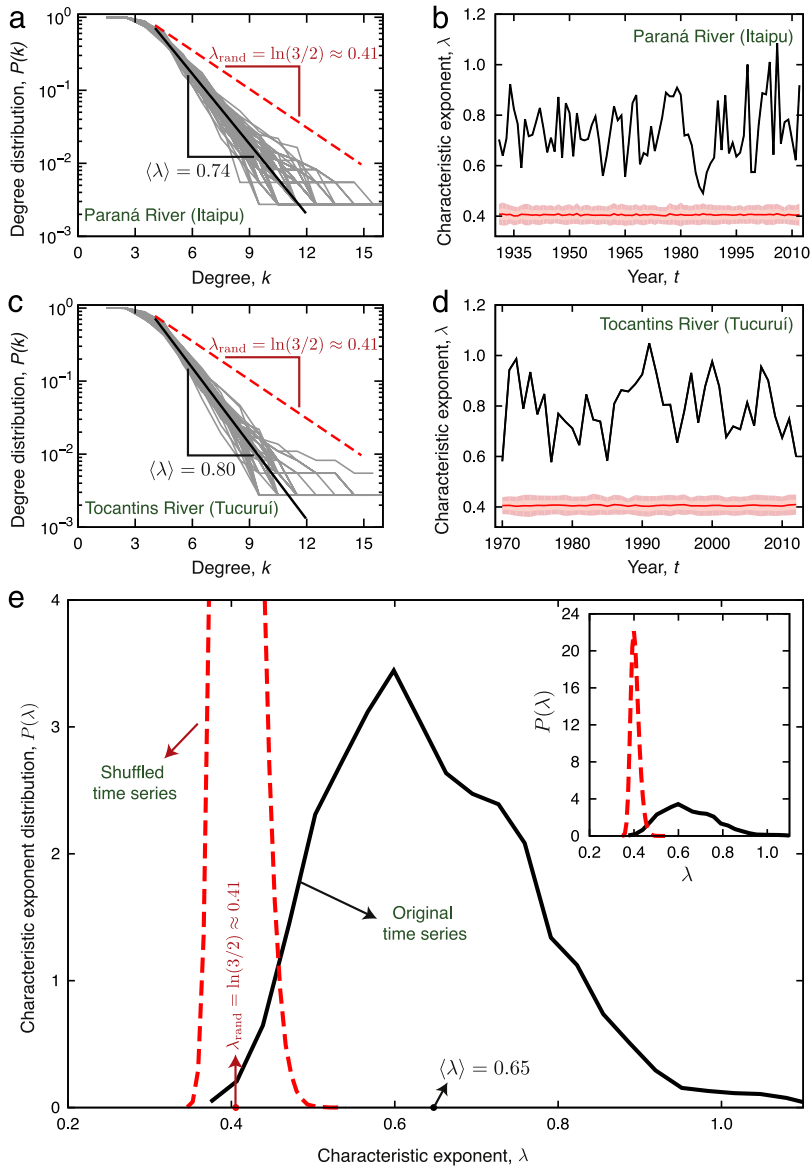 a
Degree distribution, P(k)
10⁰
10⁻¹
10⁻²
10⁻³
λrand = ln(3/2) ≈ 0.41
⟨λ⟩ = 0.74
Paraná River (Itaipu)
0 3 6 9 12 15
Degree, k
b
Characteristic exponent, λ
1.2
1.0
0.8
0.6
0.4
Paraná River (Itaipu)
1935 1950 1965 1980 1995 2010
Year, t
c
Degree distribution, P(k)
10⁰
10⁻¹
10⁻²
10⁻³
λrand = ln(3/2) ≈ 0.41
⟨λ⟩ = 0.80
Tocantins River (Tucuruí)
0 3 6 9 12 15
Degree, k
d
Characteristic exponent, λ
1.2
1.0
0.8
0.6
0.4
Tocantins River (Tucuruí)
1970 1980 1990 2000 2010
Year, t
e
Characteristic exponent distribution, P(λ)
4
3
2
1
0
Shuffled
time series
λrand = ln(3/2) ≈ 0.41
Original
time series
⟨λ⟩ = 0.65
0.2 0.4 0.6 0.8 1.0
Characteristic exponent, λ
P(λ)
24
20
16
12
8
4
0
0.2 0.4 0.6 0.8 1.0
λ